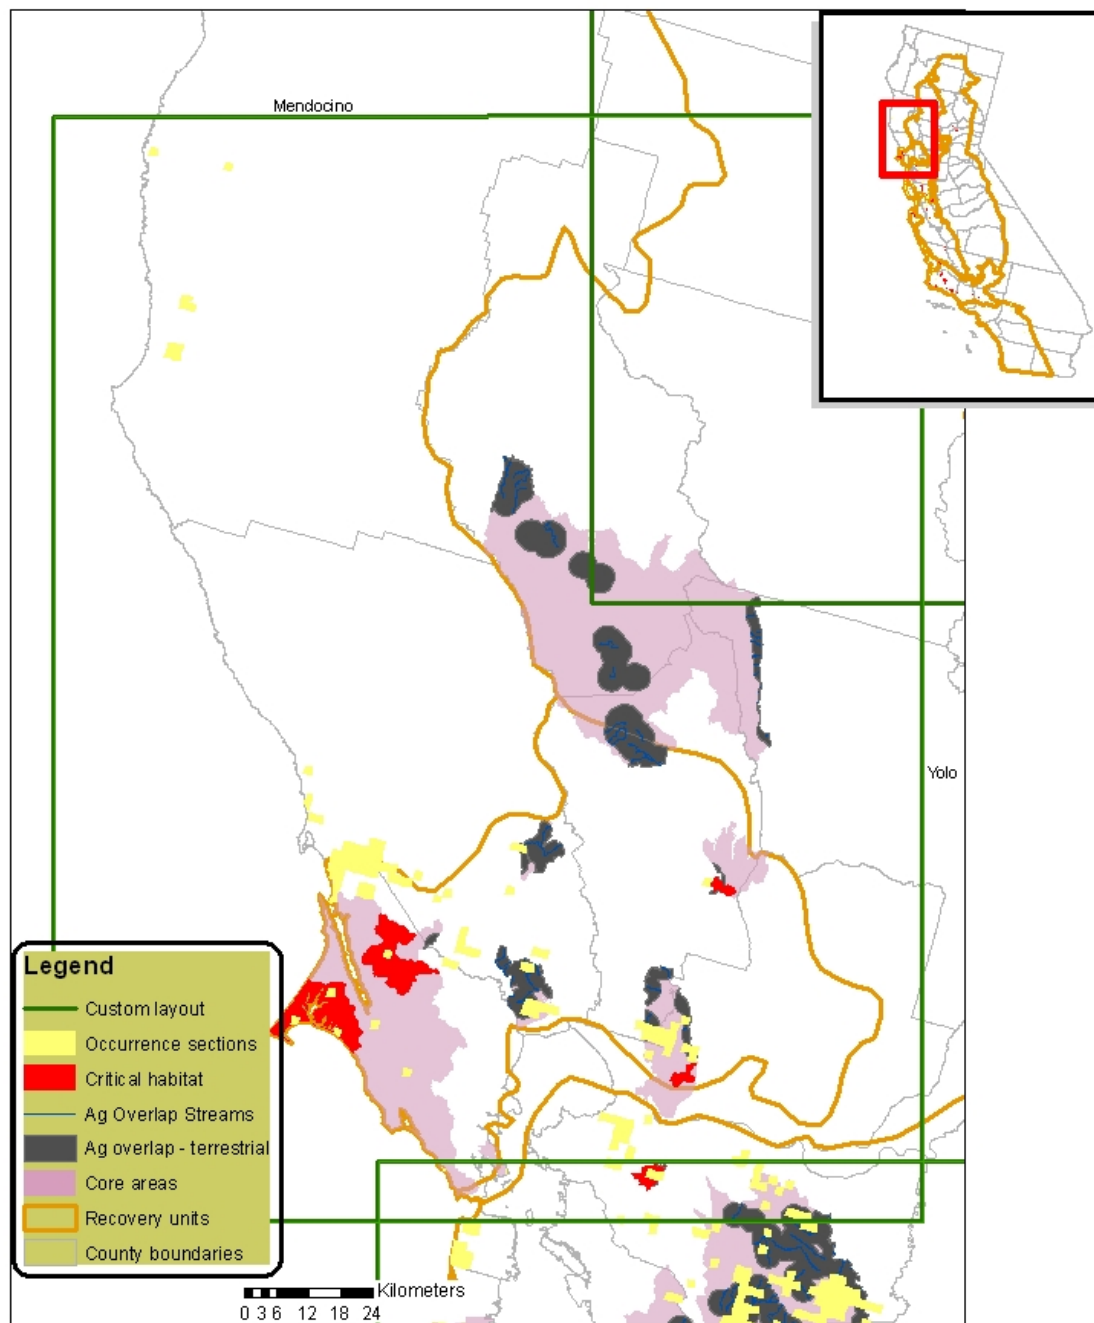 Mendocino
Yolo
Legend
Custom layout
Occurrence sections
Critical habitat
Ag Overlap Streams
Ag overlap - terrestrial
Core areas
Recovery units
County boundaries
Kilometers
0 3 6 12 18 24